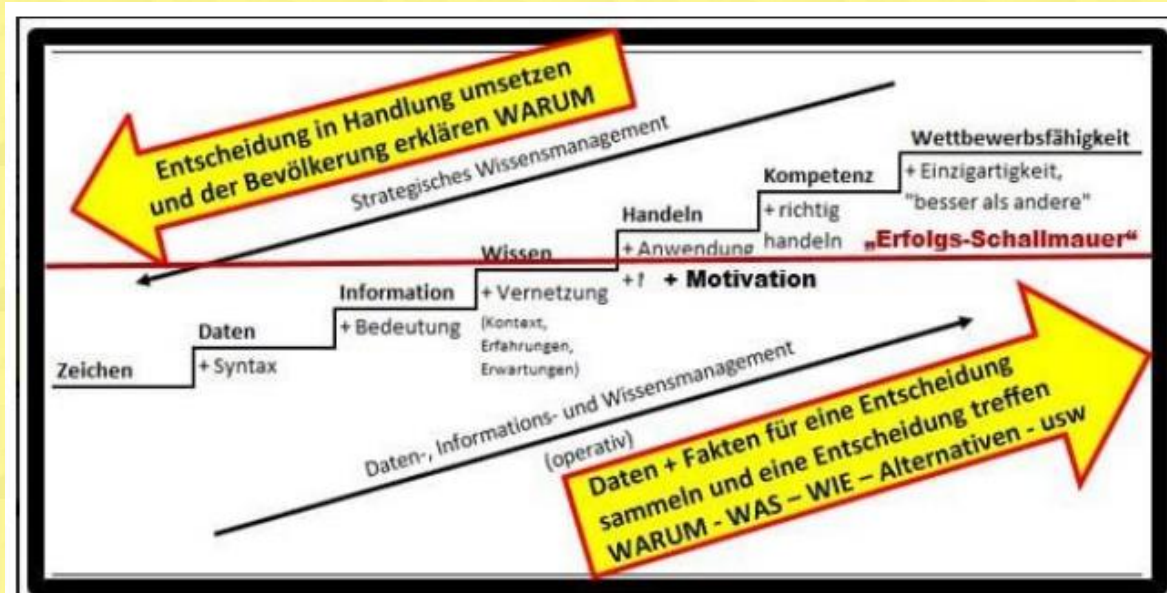 Entscheidung in Handlung umsetzen
und der Bevölkerung erklären WARUM
Strategisches Wissensmanagement
Wettbewerbsfähigkeit
+ Einzigartigkeit,
"besser als andere"
Kompetenz
+ richtig
handeln
„Erfolgs-Schallmauer“
Handeln
+ Anwendung
+ Motivation
Wissen
+ Vernetzung
(Kontext,
Erfahrungen,
Erwartungen)
Information
+ Bedeutung
Daten
+ Syntax
Zeichen
Daten-, Informations- und Wissensmanagement
(operativ)
Daten + Fakten für eine Entscheidung
sammeln und eine Entscheidung treffen
WARUM - WAS – WIE – Alternativen - usw